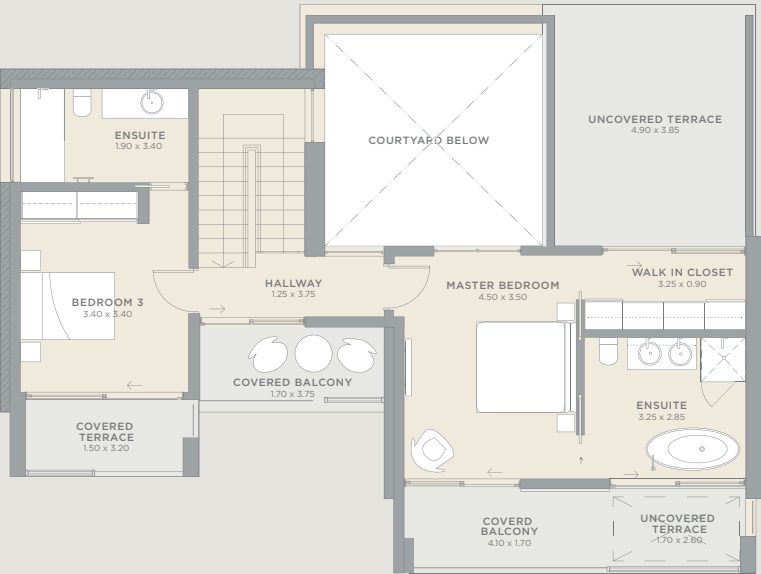 UNCOVERED TERRACE
4.90 x 3.85
ENSUITE
1.90 x 3.40
COURTYARD BELOW
WALK IN CLOSET
3.25 x 0.90
HALLWAY
1.25 x 3.75
MASTER BEDROOM
4.50 x 3.50
BEDROOM 3
3.40 x 3.40
COVERED BALCONY
1.70 x 3.75
ENSUITE
3.25 x 2.85
COVERED
TERRACE
1.50 x 3.20
COVERD
BALCONY
4.10 x 1.70
UNCOVERED
TERRACE
1.70 x 2.60